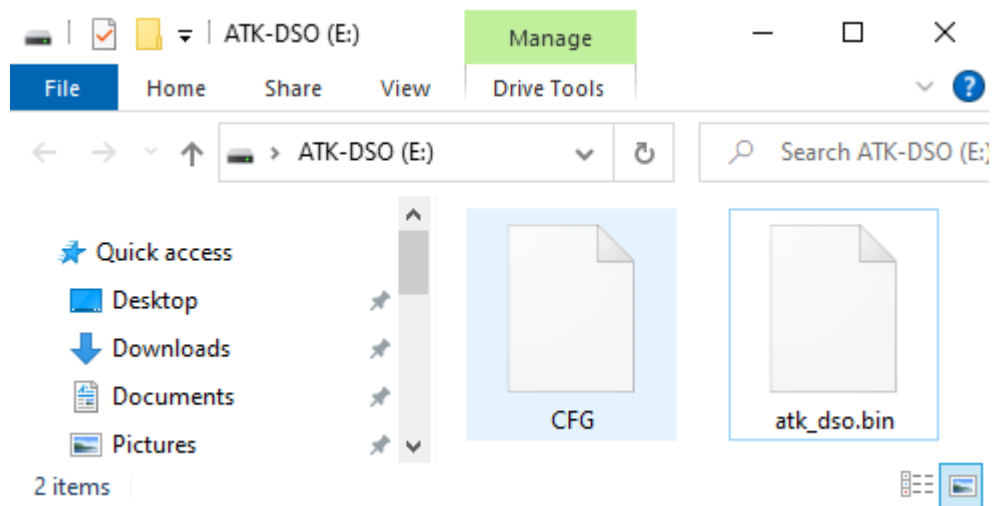 ATK-DSO (E:)
Manage
File Home Share View Drive Tools
ATK-DSO (E:)
Search ATK-DSO (E:)
Quick access
Desktop
Downloads
Documents
Pictures
CFG
atk_dso.bin
2 items